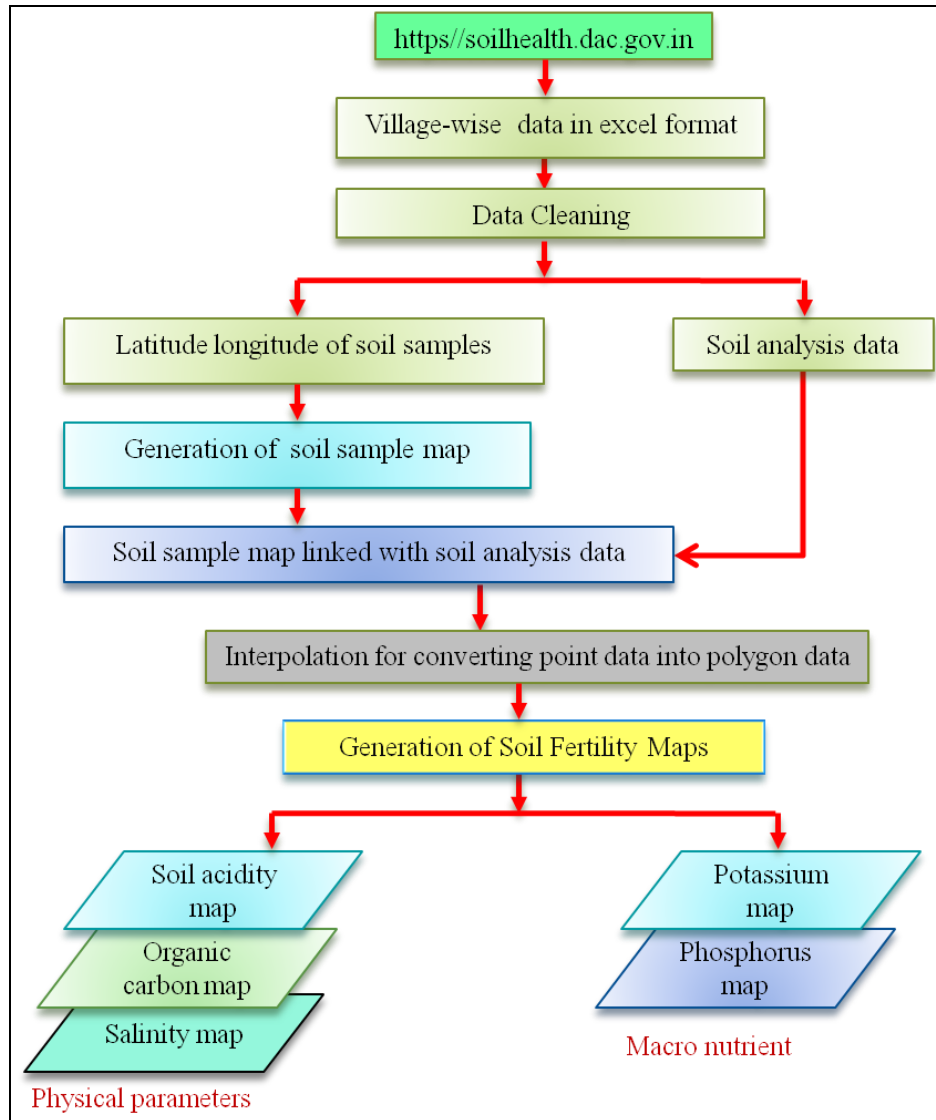 https//soilhealth.dac.gov.in
Village-wise data in excel format
Data Cleaning
Latitude longitude of soil samples
Soil analysis data
Generation of soil sample map
Soil sample map linked with soil analysis data
Interpolation for converting point data into polygon data
Generation of Soil Fertility Maps
Soil acidity
map
Organic
carbon map
Salinity map
Physical parameters
Potassium
map
Phosphorus
map
Macro nutrient